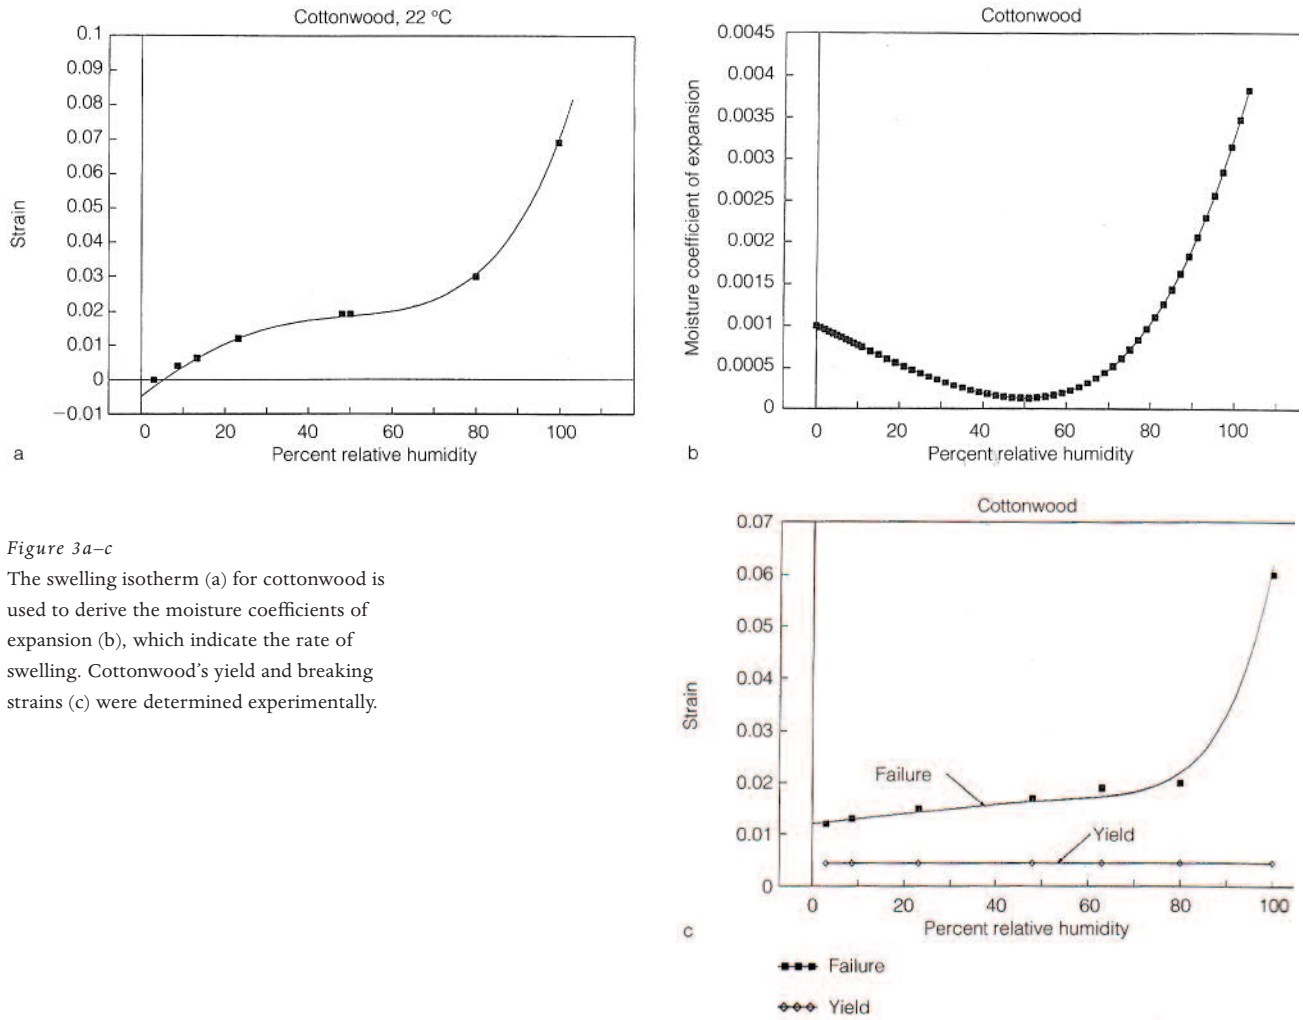 Cottonwood, 22 °C
0.1
0.09
0.08
0.07
0.06
0.05
0.04
0.03
0.02
0.01
0
−0.01
Strain
0 20 40 60 80 100
Percent relative humidity
a
Cottonwood
0.0045
0.004
0.0035
0.003
0.0025
0.002
0.0015
0.001
0.0005
0
Moisture coefficient of expansion
0 20 40 60 80 100
Percent relative humidity
b
Figure 3a–c
The swelling isotherm (a) for cottonwood is
used to derive the moisture coefficients of
expansion (b), which indicate the rate of
swelling. Cottonwood's yield and breaking
strains (c) were determined experimentally.
Cottonwood
0.07
0.06
0.05
0.04
0.03
0.02
0.01
0
Strain
Failure
Yield
0 20 40 60 80 100
Percent relative humidity
c
Failure
Yield